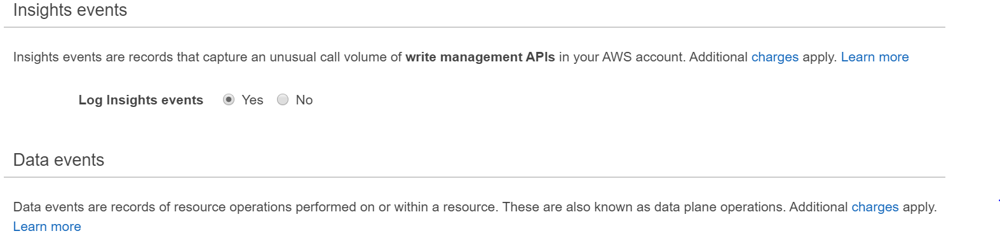 Insights events
Insights events are records that capture an unusual call volume of write management APIs in your AWS account. Additional charges apply. Learn more
Log Insights events Yes No
Data events
Data events are records of resource operations performed on or within a resource. These are also known as data plane operations. Additional charges apply.
Learn more